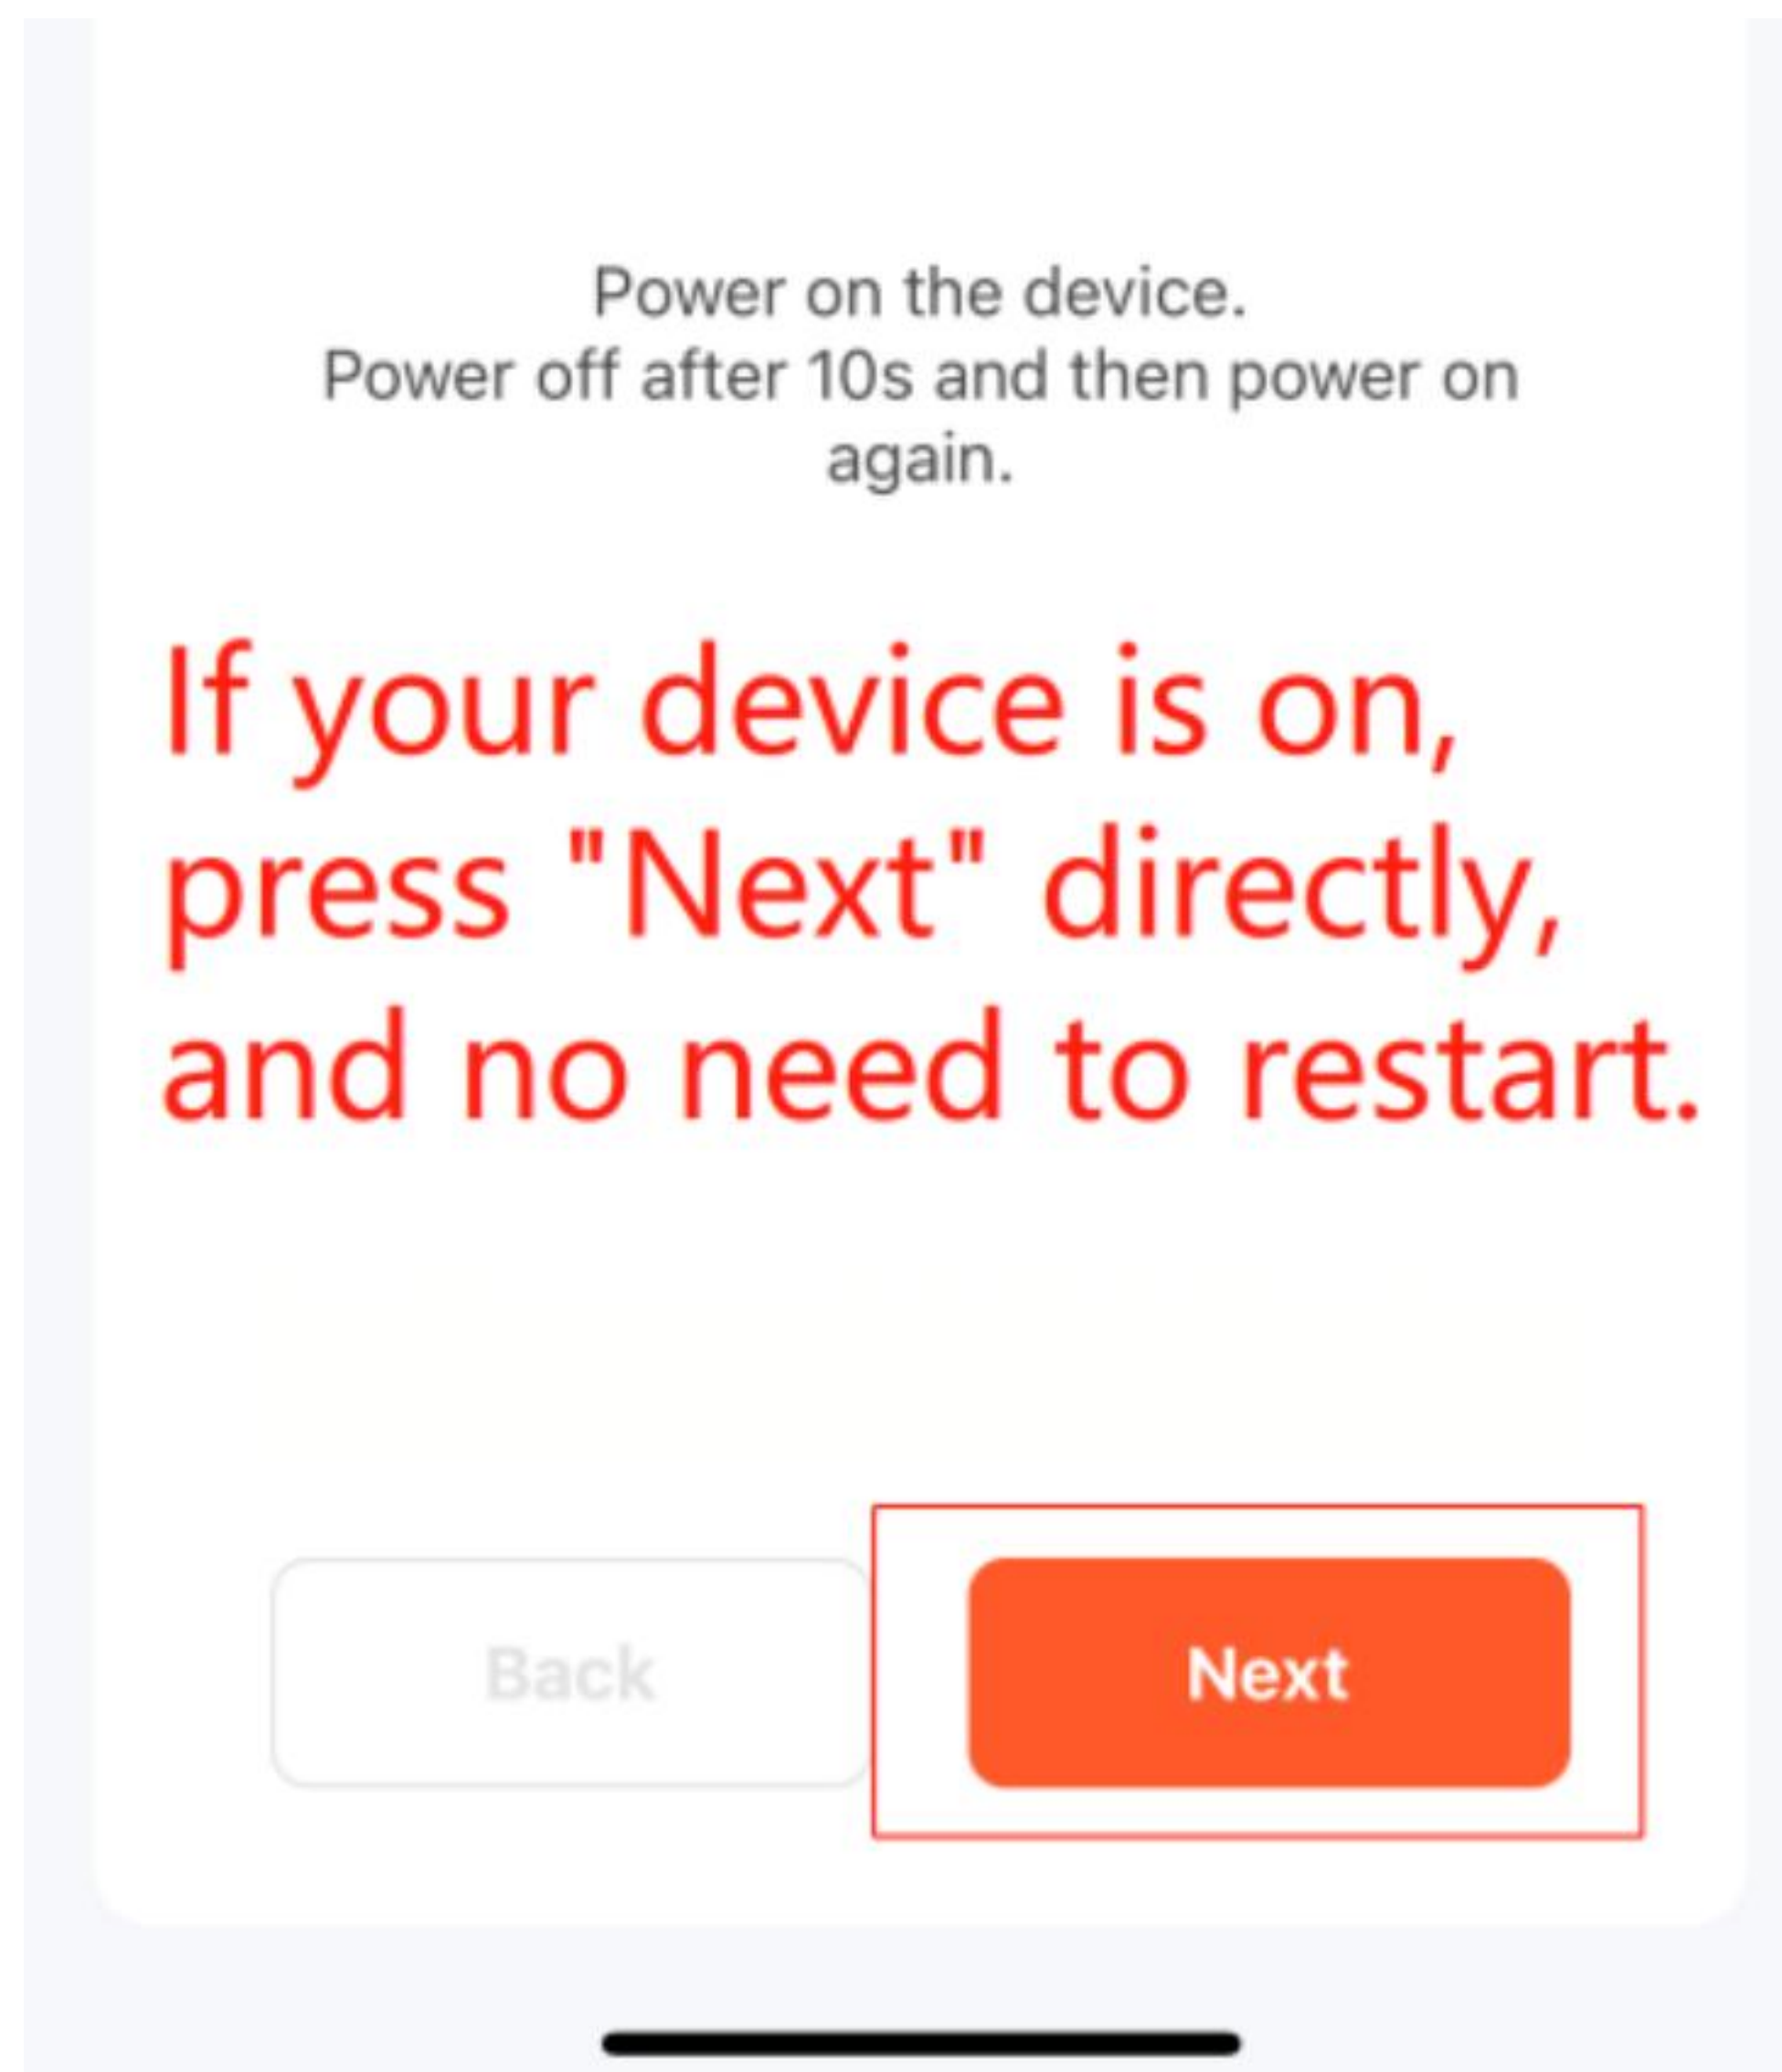 Power on the device.
Power off after 10s and then power on
again.
If your device is on,
press "Next" directly,
and no need to restart.
Back
Next